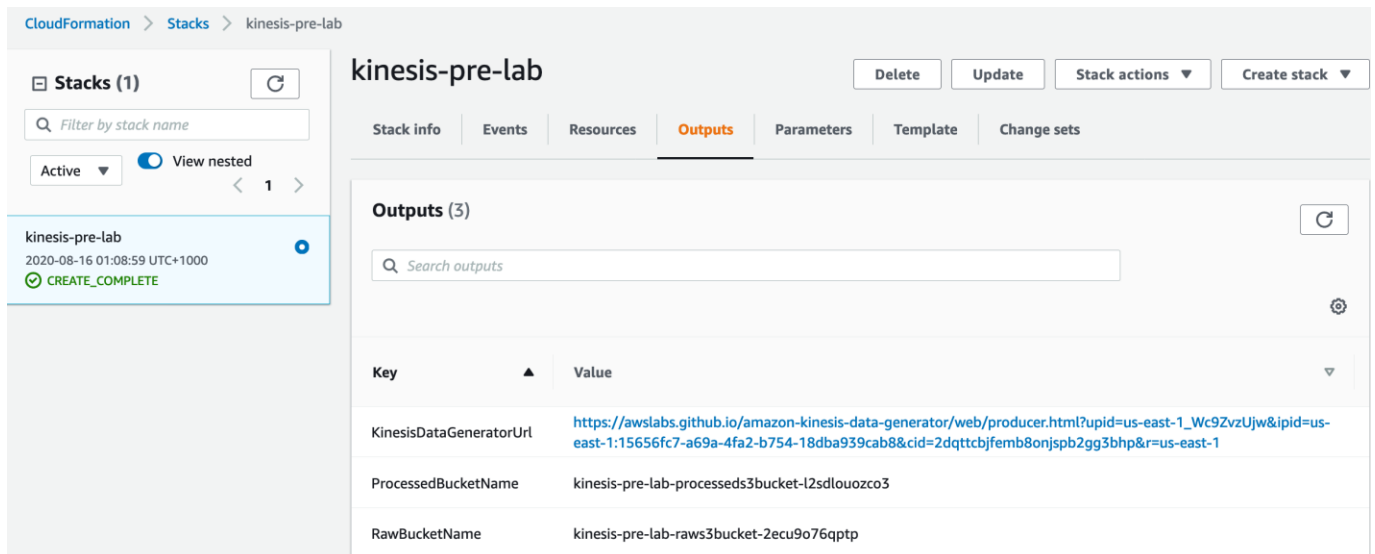 CloudFormation > Stacks > kinesis-pre-lab
Stacks (1)
Filter by stack name
Active
View nested
< 1 >
kinesis-pre-lab
2020-08-16 01:08:59 UTC+1000
CREATE_COMPLETE
kinesis-pre-lab
Delete Update Stack actions Create stack
Stack info Events Resources Outputs Parameters Template Change sets
Outputs (3)
Search outputs
Key Value
KinesisDataGeneratorUrl
https://awslabs.github.io/amazon-kinesis-data-generator/web/producer.html?upid=us-east-1_Wc9ZvzUjw&ipid=us-
east-1:15656fc7-a69a-4fa2-b754-18dba939cab8&cid=2dqttcbjfemb8onjspb2gg3bhp&r=us-east-1
ProcessedBucketName kinesis-pre-lab-processeds3bucket-l2sdlouozco3
RawBucketName kinesis-pre-lab-raws3bucket-2ecu9o76qptp